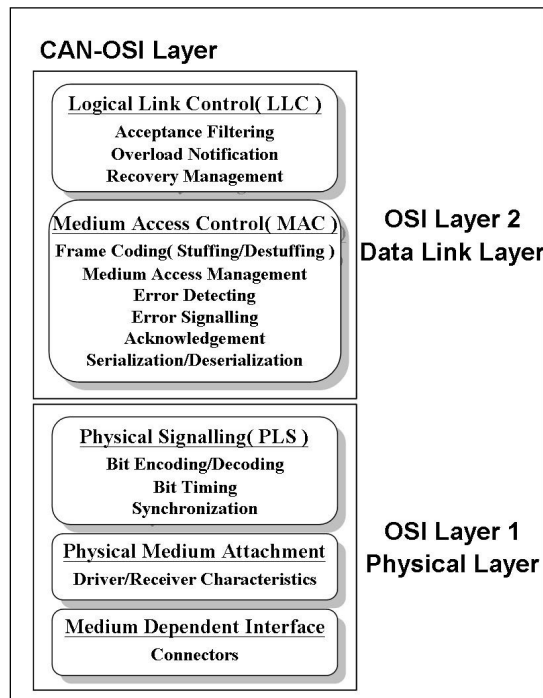 CAN-OSI Layer
Logical Link Control( LLC )
Acceptance Filtering
Overload Notification
Recovery Management
Medium Access Control( MAC )
Frame Coding( Stuffing/Destuffing )
Medium Access Management
Error Detecting
Error Signalling
Acknowledgement
Serialization/Deserialization
OSI Layer 2
Data Link Layer
Physical Signalling( PLS )
Bit Encoding/Decoding
Bit Timing
Synchronization
Physical Medium Attachment
Driver/Receiver Characteristics
Medium Dependent Interface
Connectors
OSI Layer 1
Physical Layer